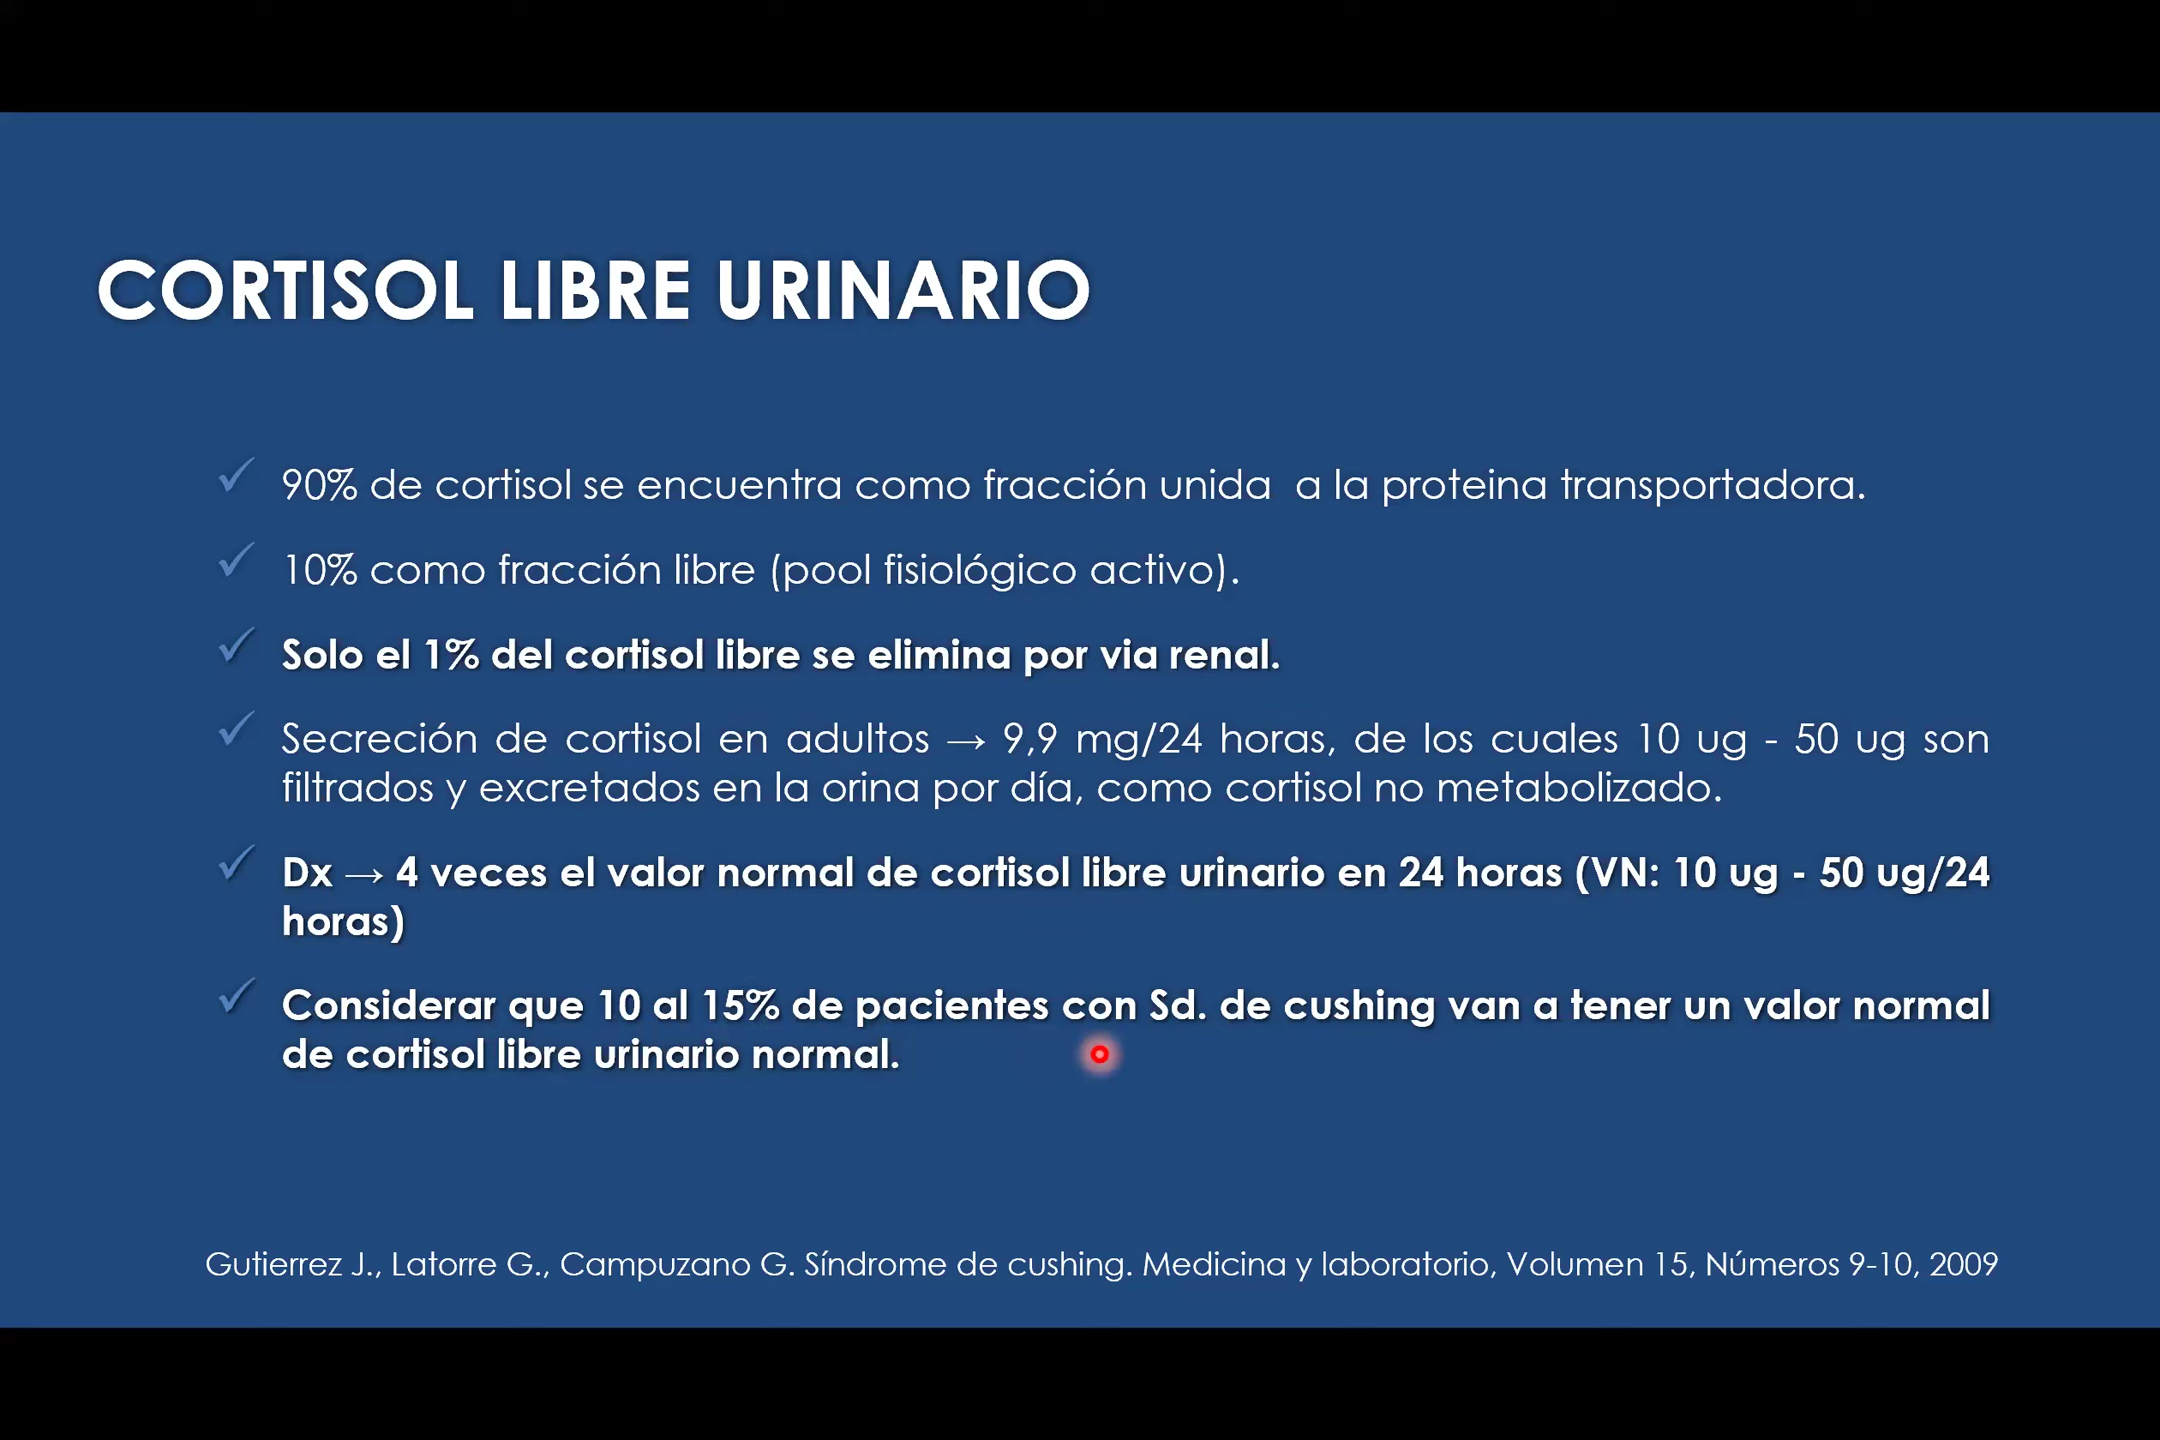 CORTISOL LIBRE URINARIO
90% de cortisol se encuentra como fracción unida  a la proteina transportadora.
10% como fracción libre (pool fisiológico activo).
Solo el 1% del cortisol libre se elimina por via renal.
Secreción de cortisol en adultos → 9,9 mg/24 horas, de los cuales 10 ug - 50 ug son
filtrados y excretados en la orina por día, como cortisol no metabolizado.
Dx → 4 veces el valor normal de cortisol libre urinario en 24 horas (VN: 10 ug - 50 ug/24
horas)
Considerar que 10 al 15% de pacientes con Sd. de cushing van a tener un valor normal
de cortisol libre urinario normal.
Gutierrez J., Latorre G., Campuzano G. Síndrome de cushing. Medicina y laboratorio, Volumen 15, Números 9-10, 2009